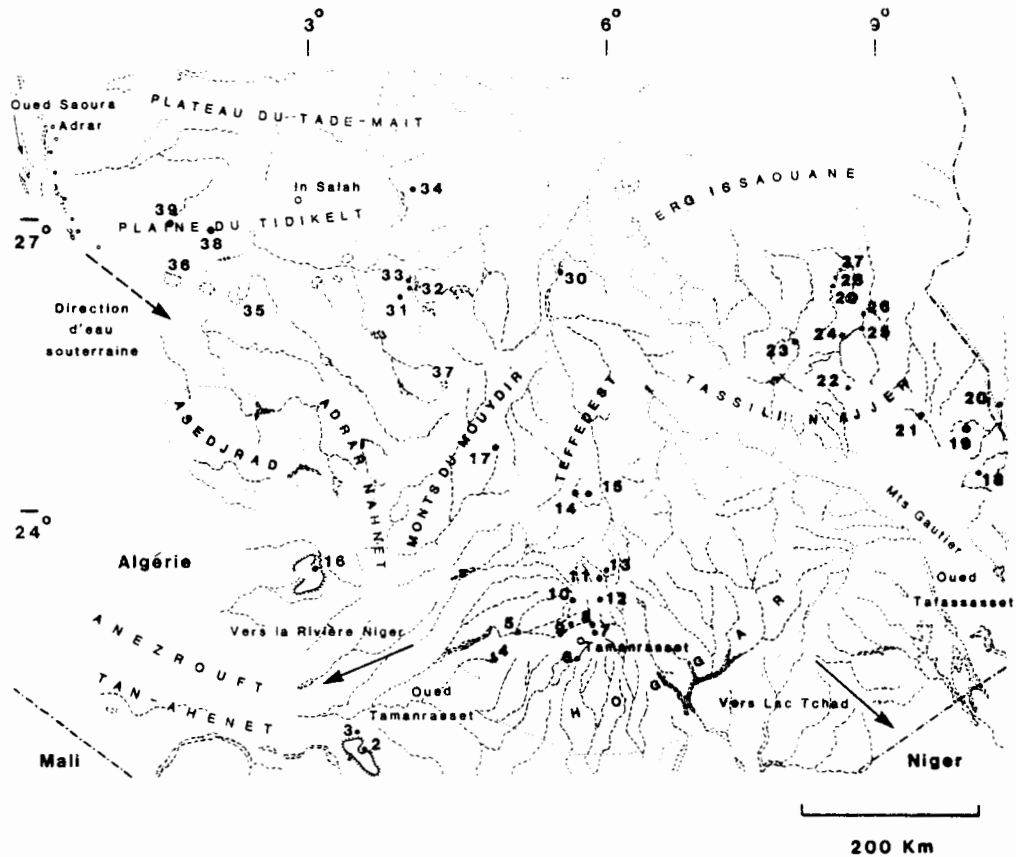 3°
6°
9°
Oued Saoura
Adrar
PLATEAU DU TADE-MAIT
In Salah
34
ERG I6SAOUANE
39
PLAINE DU TIDIKELT
27°
38
36
33
32
31
30
27
28
29
26
25
24
23
22
35
Direction
d'eau
souterraine
37
ASEDJRAD
ADRAR NAHNET
MONTS DU MOUYDIR
TEFFEDEST
TASSILI N'AJJER
20
21
19
18
17
15
14
24°
Mts Gautier
Algérie
16
13
11
10
12
Oued
Tafassasset
ANEZROUFT
Vers la Rivière Niger
5
9
8
7
Tamanrasset
4
6
HOGGAR
TAN-AHENET
Oued
Tamanrasset
Vers Lac Tchad
3
2
Mali
Niger
200 Km